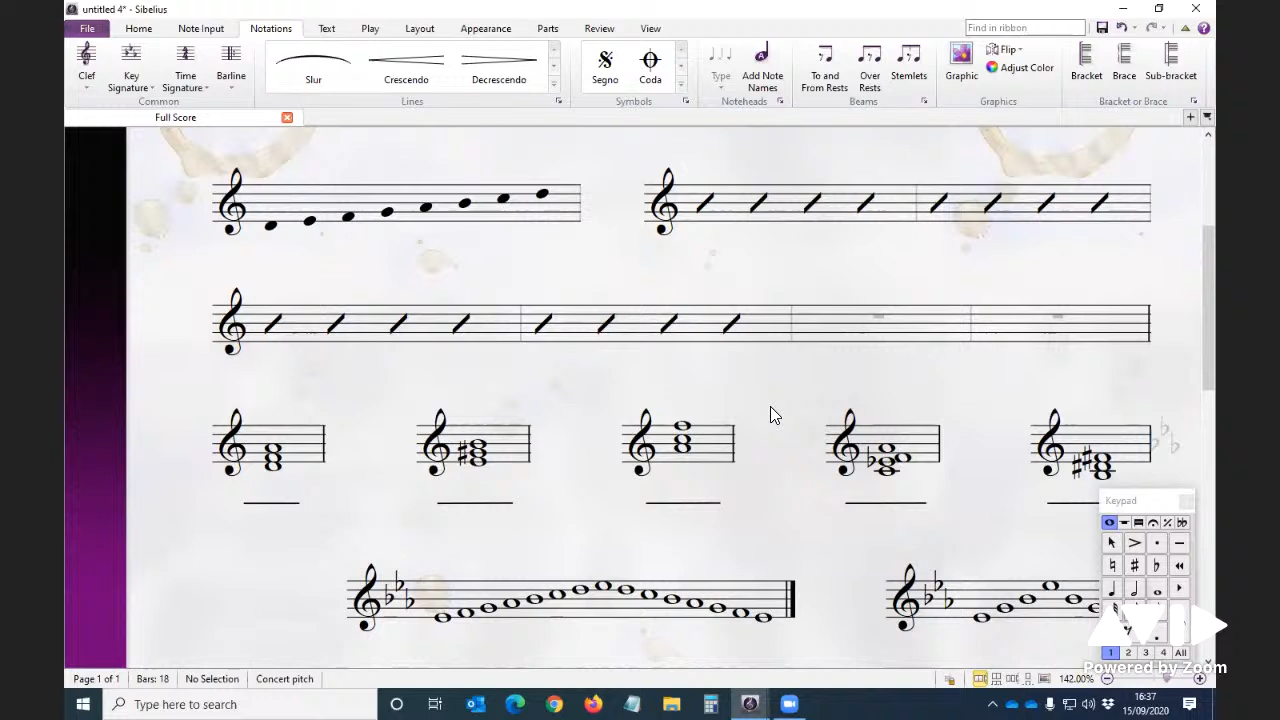 untitled 4* - Sibelius
File Home Note Input Notations Text Play Layout Appearance Parts Review View Find in ribbon
Clef Key Signature Time Signature Barline
Slur Crescendo Decrescendo
Segno Coda
Type Add Note Names
To and From Rests Over Rests Stemlets
Graphic Flip Adjust Color
Bracket Brace Sub-bracket
Common Lines Symbols Noteheads Beams Graphics Bracket or Brace
Full Score
Keypad
1 2 3 4 All
AVID
Powered by Zoom
Page 1 of 1 Bars: 18 No Selection Concert pitch 142.00%
Type here to search
16:37
15/09/2020